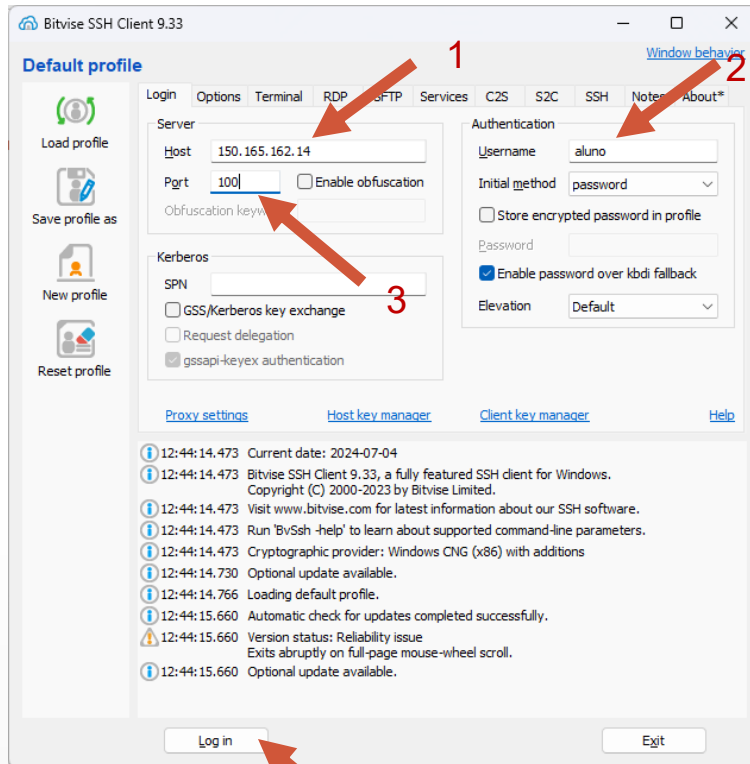 Bitvise SSH Client 9.33
Window behavior
Default profile
1
2
Login Options Terminal RDP SFTP Services C2S S2C SSH Notes About*
Load profile
Save profile as
New profile
Reset profile
Server
Host 150.165.162.14
Port 100 Enable obfuscation
Obfuscation
3
Authentication
Username aluno
Initial method password
Store encrypted password in profile
Password
Enable password over kbdi fallback
Elevation Default
Kerberos
SPN
GSS/Kerberos key exchange
Request delegation
gssapi-keyex authentication
Proxy settings Host key manager Client key manager Help
12:44:14.473 Current date: 2024-07-04
12:44:14.473 Bitvise SSH Client 9.33, a fully featured SSH client for Windows.
Copyright (C) 2000-2023 by Bitvise Limited.
12:44:14.473 Visit www.bitvise.com for latest information about our SSH software.
12:44:14.473 Run 'BvSsh -help' to learn about supported command-line parameters.
12:44:14.473 Cryptographic provider: Windows CNG (x86) with additions
12:44:14.730 Optional update available.
12:44:14.766 Loading default profile.
12:44:15.660 Automatic check for updates completed successfully.
12:44:15.660 Version status: Reliability issue
Exits abruptly on full-page mouse-wheel scroll.
12:44:15.660 Optional update available.
Log in Exit